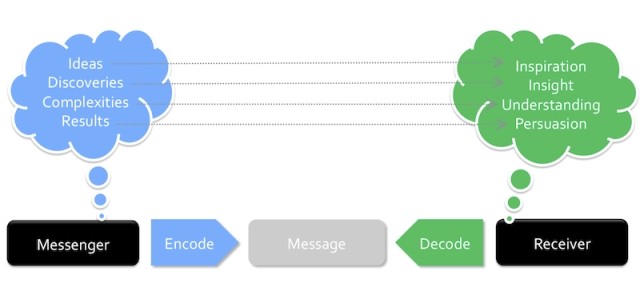 Ideas
Discoveries
Complexities
Results
Inspiration
Insight
Understanding
Persuasion
Messenger
Encode
Message
Decode
Receiver